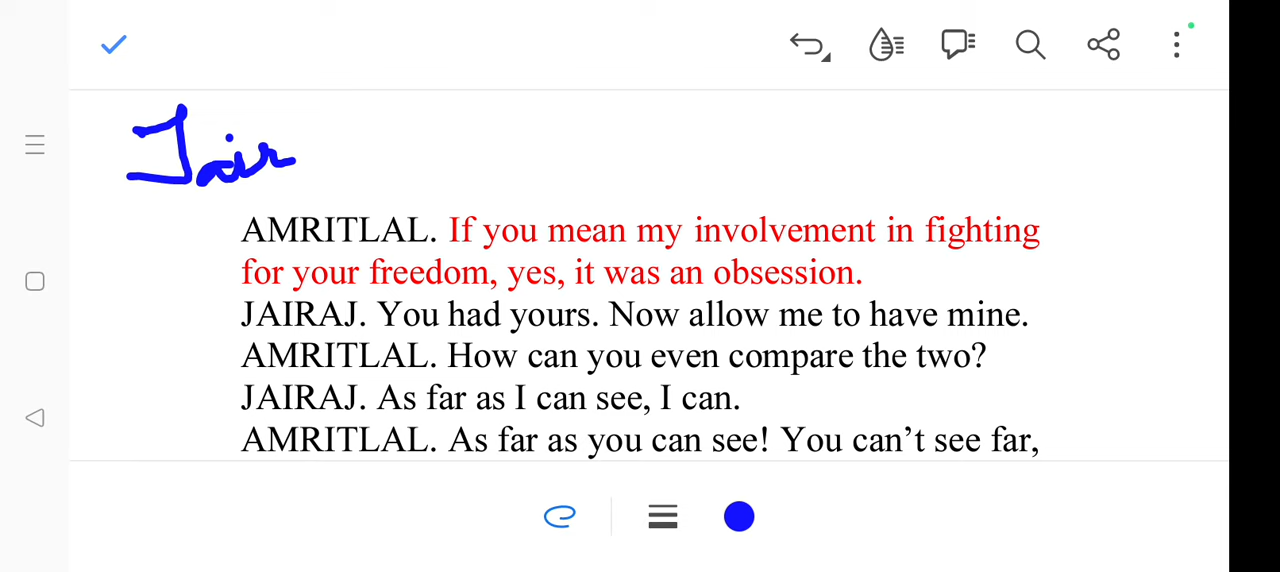 Jair
AMRITLAL. If you mean my involvement in fighting
for your freedom, yes, it was an obsession.
JAIRAJ. You had yours. Now allow me to have mine.
AMRITLAL. How can you even compare the two?
JAIRAJ. As far as I can see, I can.
AMRITLAL. As far as you can see! You can’t see far,